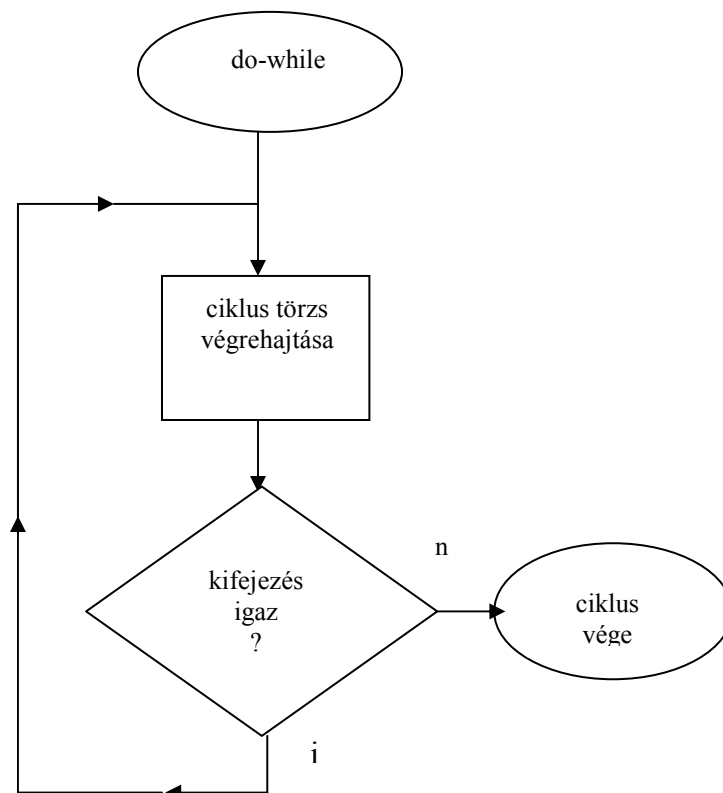 do-while
ciklus törzs
végrehajtása
kifejezés
igaz
?
n
ciklus
vége
i